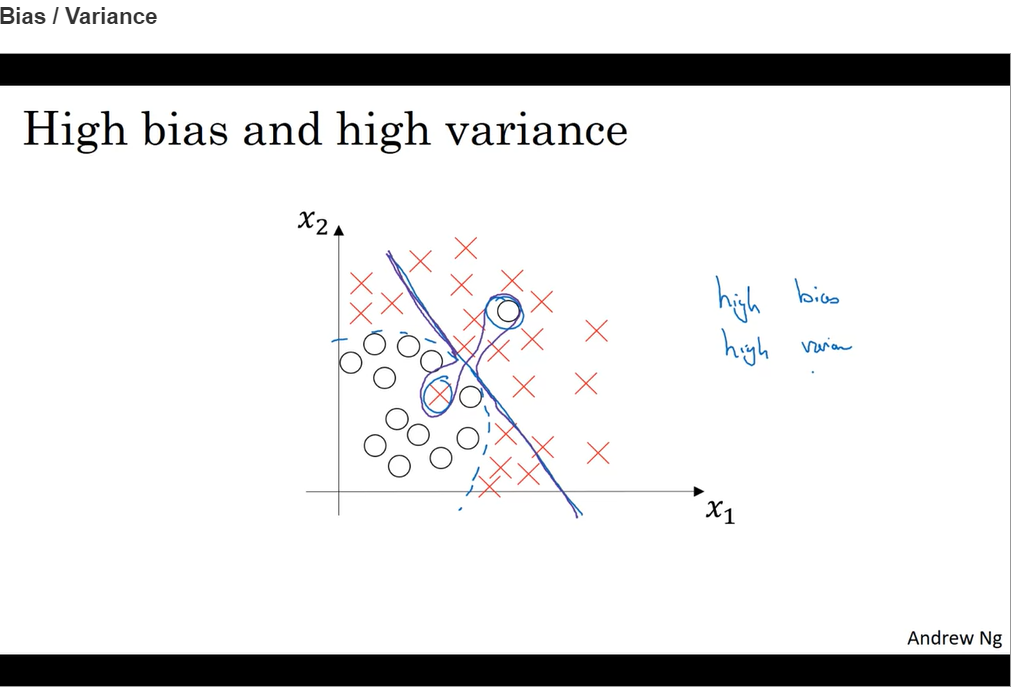 Bias / Variance
High bias and high variance
x₂
high bias
high varian
x₁
Andrew Ng